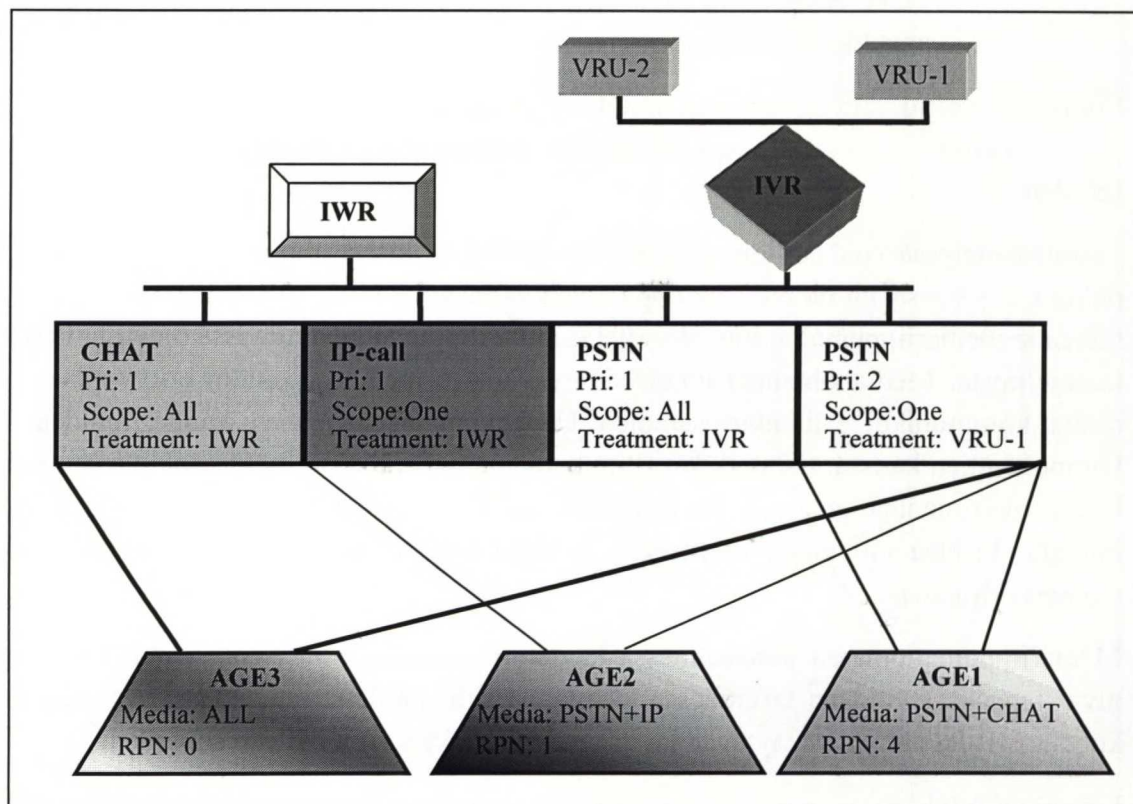 VRU-2
VRU-1
IWR
IVR
CHAT
Pri: 1
Scope: All
Treatment: IWR
IP-call
Pri: 1
Scope:One
Treatment: IWR
PSTN
Pri: 1
Scope: All
Treatment: IVR
PSTN
Pri: 2
Scope:One
Treatment: VRU-1
AGE3
Media: ALL
RPN: 0
AGE2
Media: PSTN+IP
RPN: 1
AGE1
Media: PSTN+CHAT
RPN: 4